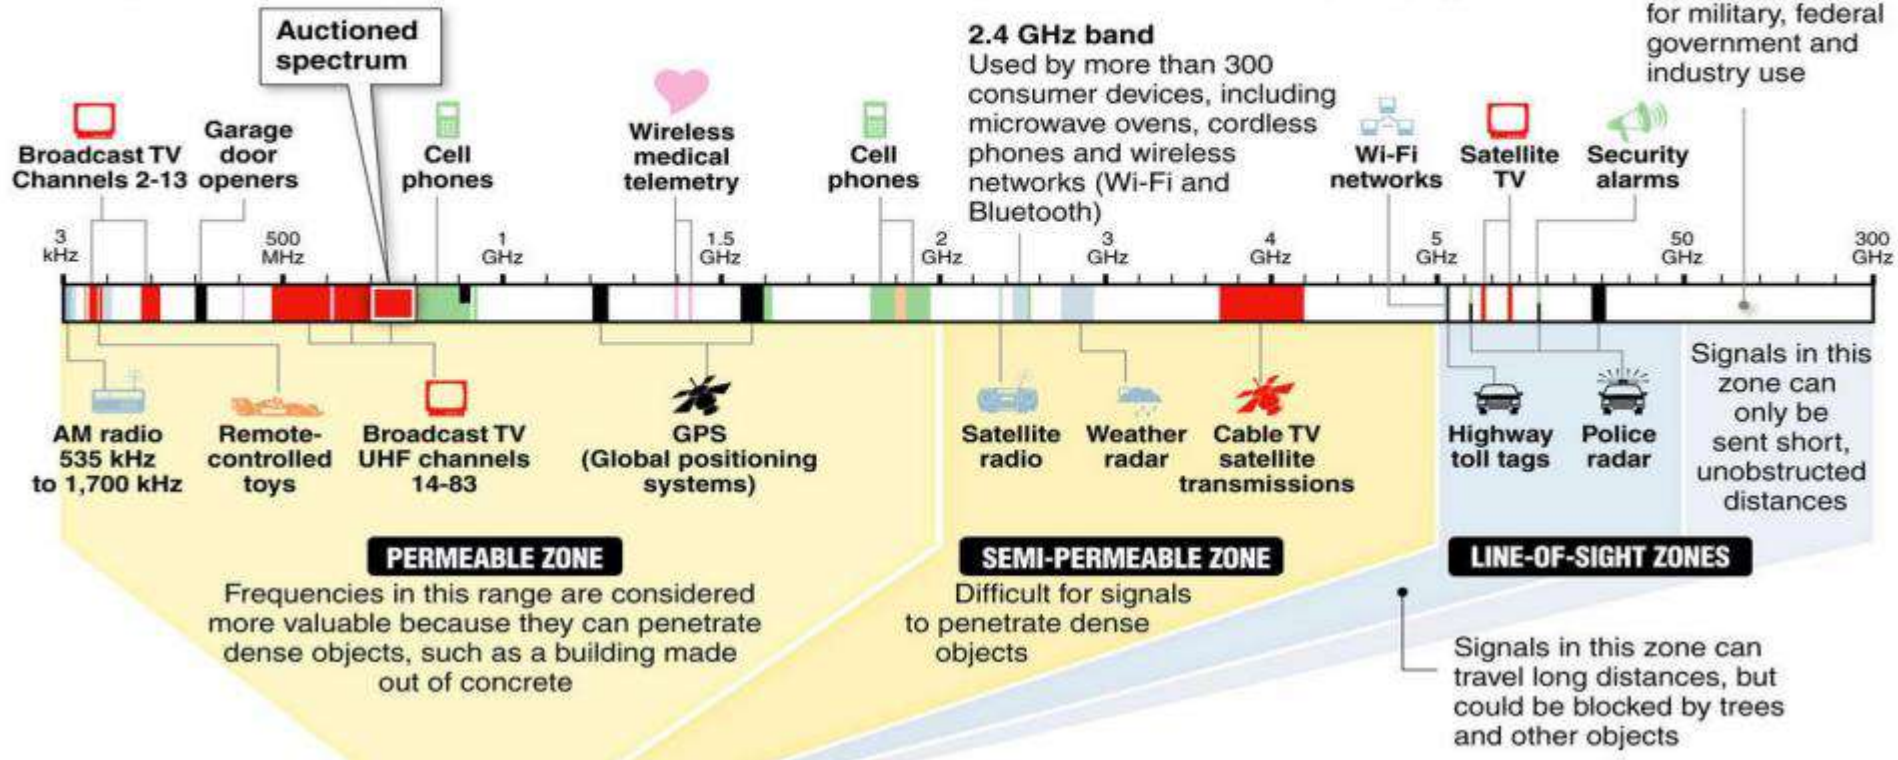 Auctioned
spectrum
2.4 GHz band
Used by more than 300
consumer devices, including
microwave ovens, cordless
phones and wireless
networks (Wi-Fi and
Bluetooth)
for military, federal
government and
industry use
Broadcast TV
Channels 2-13
Garage
door
openers
Cell
phones
Wireless
medical
telemetry
Cell
phones
Wi-Fi
networks
Satellite
TV
Security
alarms
3
kHz
500
MHz
1
GHz
1.5
GHz
2
GHz
3
GHz
4
GHz
5
GHz
50
GHz
300
GHz
AM radio
535 kHz
to 1,700 kHz
Remote-
controlled
toys
Broadcast TV
UHF channels
14-83
GPS
(Global positioning
systems)
Satellite
radio
Weather
radar
Cable TV
satellite
transmissions
Highway
toll tags
Police
radar
Signals in this
zone can
only be
sent short,
unobstructed
distances
PERMEABLE ZONE
Frequencies in this range are considered
more valuable because they can penetrate
dense objects, such as a building made
out of concrete
SEMI-PERMEABLE ZONE
Difficult for signals
to penetrate dense
objects
LINE-OF-SIGHT ZONES
Signals in this zone can
travel long distances, but
could be blocked by trees
and other objects